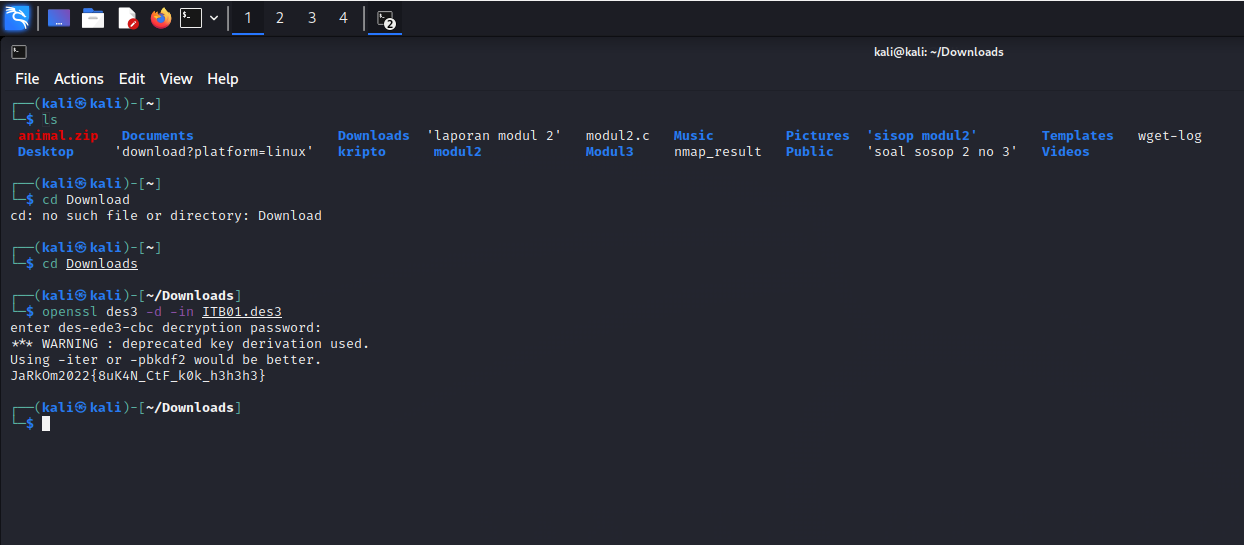 1 2 3 4 2
kali@kali: ~/Downloads
File Actions Edit View Help
┌──(kali㉿kali)-[~]
└─$ ls
animal.zip Documents Downloads 'laporan modul 2' modul2.c Music Pictures 'sisop modul2' Templates wget-log
Desktop 'download?platform=linux' kripto modul2 Modul3 nmap_result Public 'soal sosop 2 no 3' Videos
┌──(kali㉿kali)-[~]
└─$ cd Download
cd: no such file or directory: Download
┌──(kali㉿kali)-[~]
└─$ cd Downloads
┌──(kali㉿kali)-[~/Downloads]
└─$ openssl des3 -d -in ITB01.des3
enter des-ede3-cbc decryption password:
*** WARNING : deprecated key derivation used.
Using -iter or -pbkdf2 would be better.
JaRkOm2022{8uK4N_CtF_k0k_h3h3h3}
┌──(kali㉿kali)-[~/Downloads]
└─$